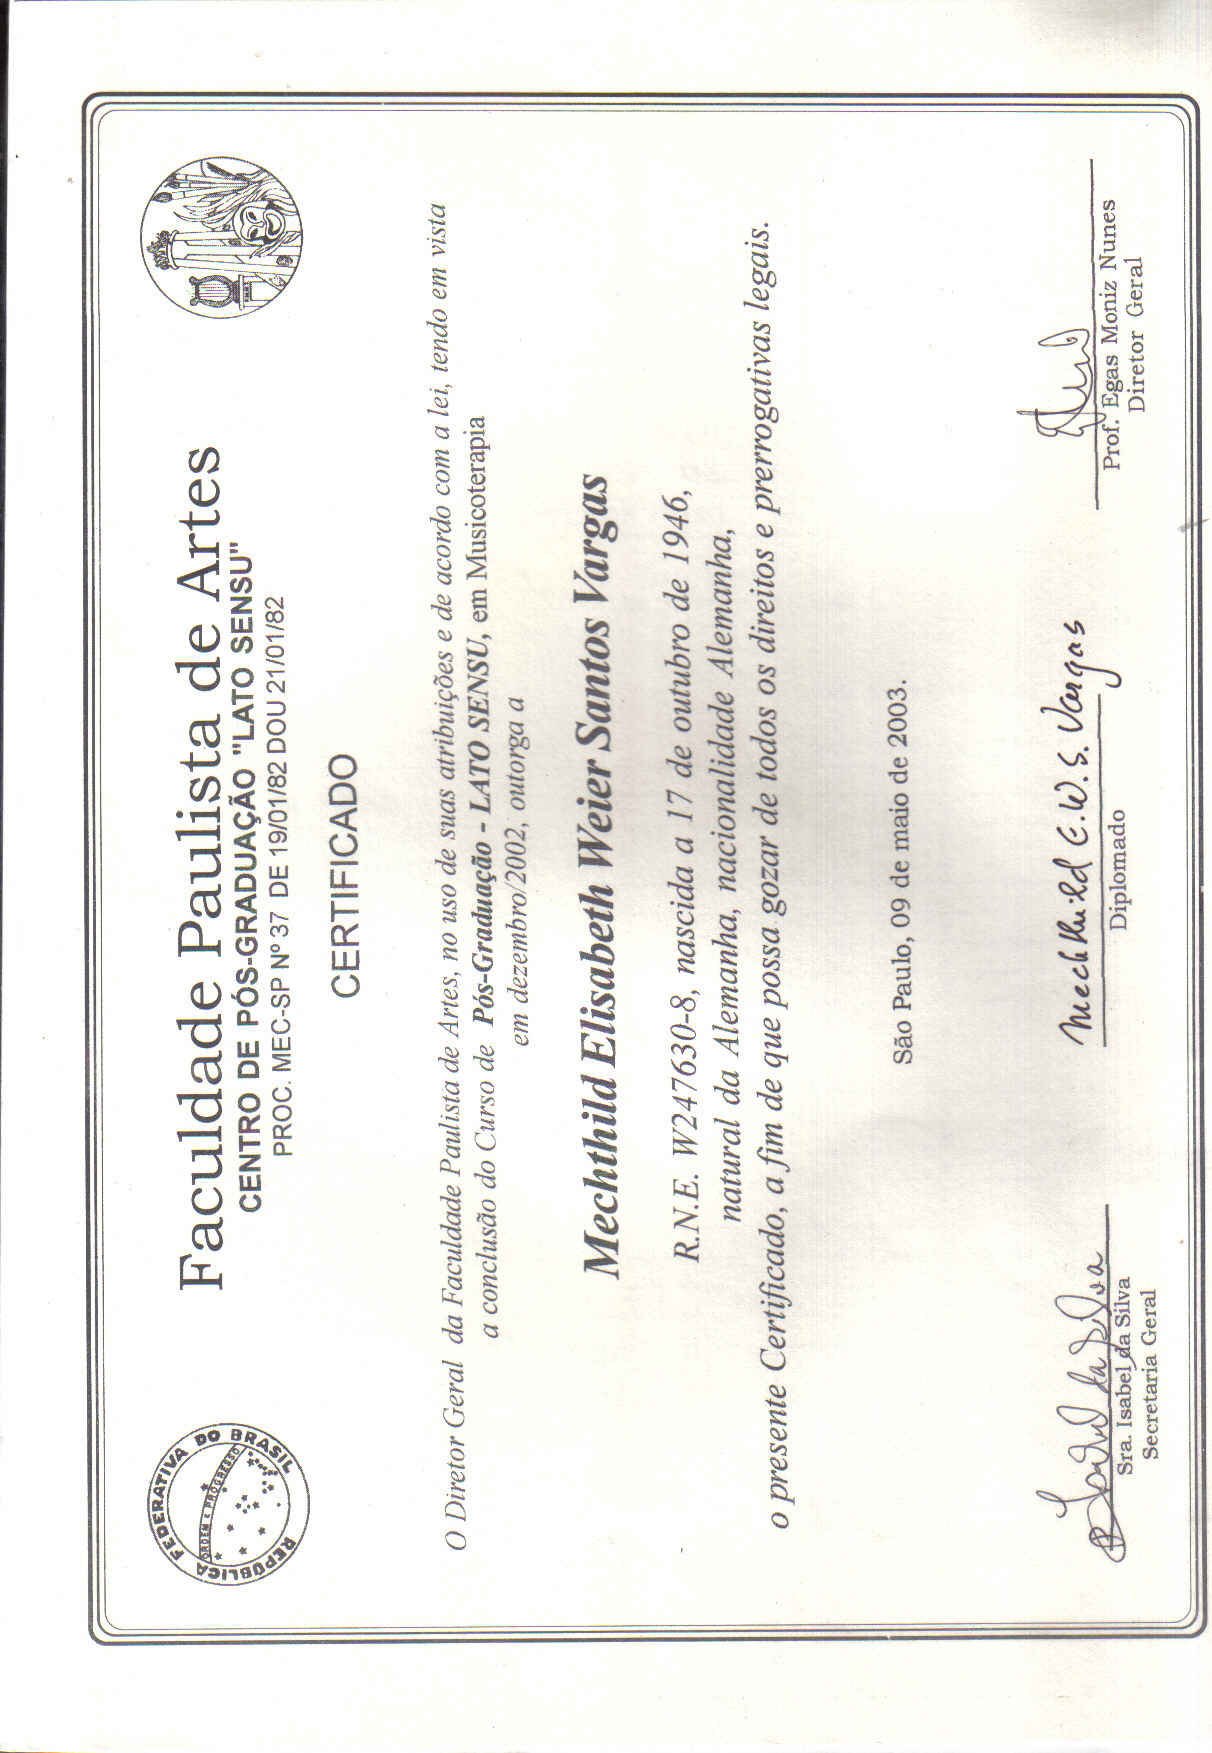 REPÚBLICA FEDERATIVA DO BRASIL
ORDEM E PROGRESSO
Faculdade Paulista de Artes
CENTRO DE PÓS-GRADUAÇÃO "LATO SENSU"
PROC. MEC-SP Nº 37 DE 19/01/82 DOU 21/01/82
CERTIFICADO
O Diretor Geral da Faculdade Paulista de Artes, no uso de suas atribuições e de acordo com a lei, tendo em vista
a conclusão do Curso de Pós-Graduação - LATO SENSU, em Musicoterapia
em dezembro/2002, outorga a
Mechthild Elisabeth Weier Santos Vargas
R.N.E. W247630-8, nascida a 17 de outubro de 1946,
natural da Alemanha, nacionalidade Alemanha,
o presente Certificado, a fim de que possa gozar de todos os direitos e prerrogativas legais.
São Paulo, 09 de maio de 2003.
Isabel da Silva
Sra. Isabel da Silva
Secretaria Geral
Mechthild E.W.S. Vargas
Diplomado
Prof. Egas Moniz Nunes
Diretor Geral